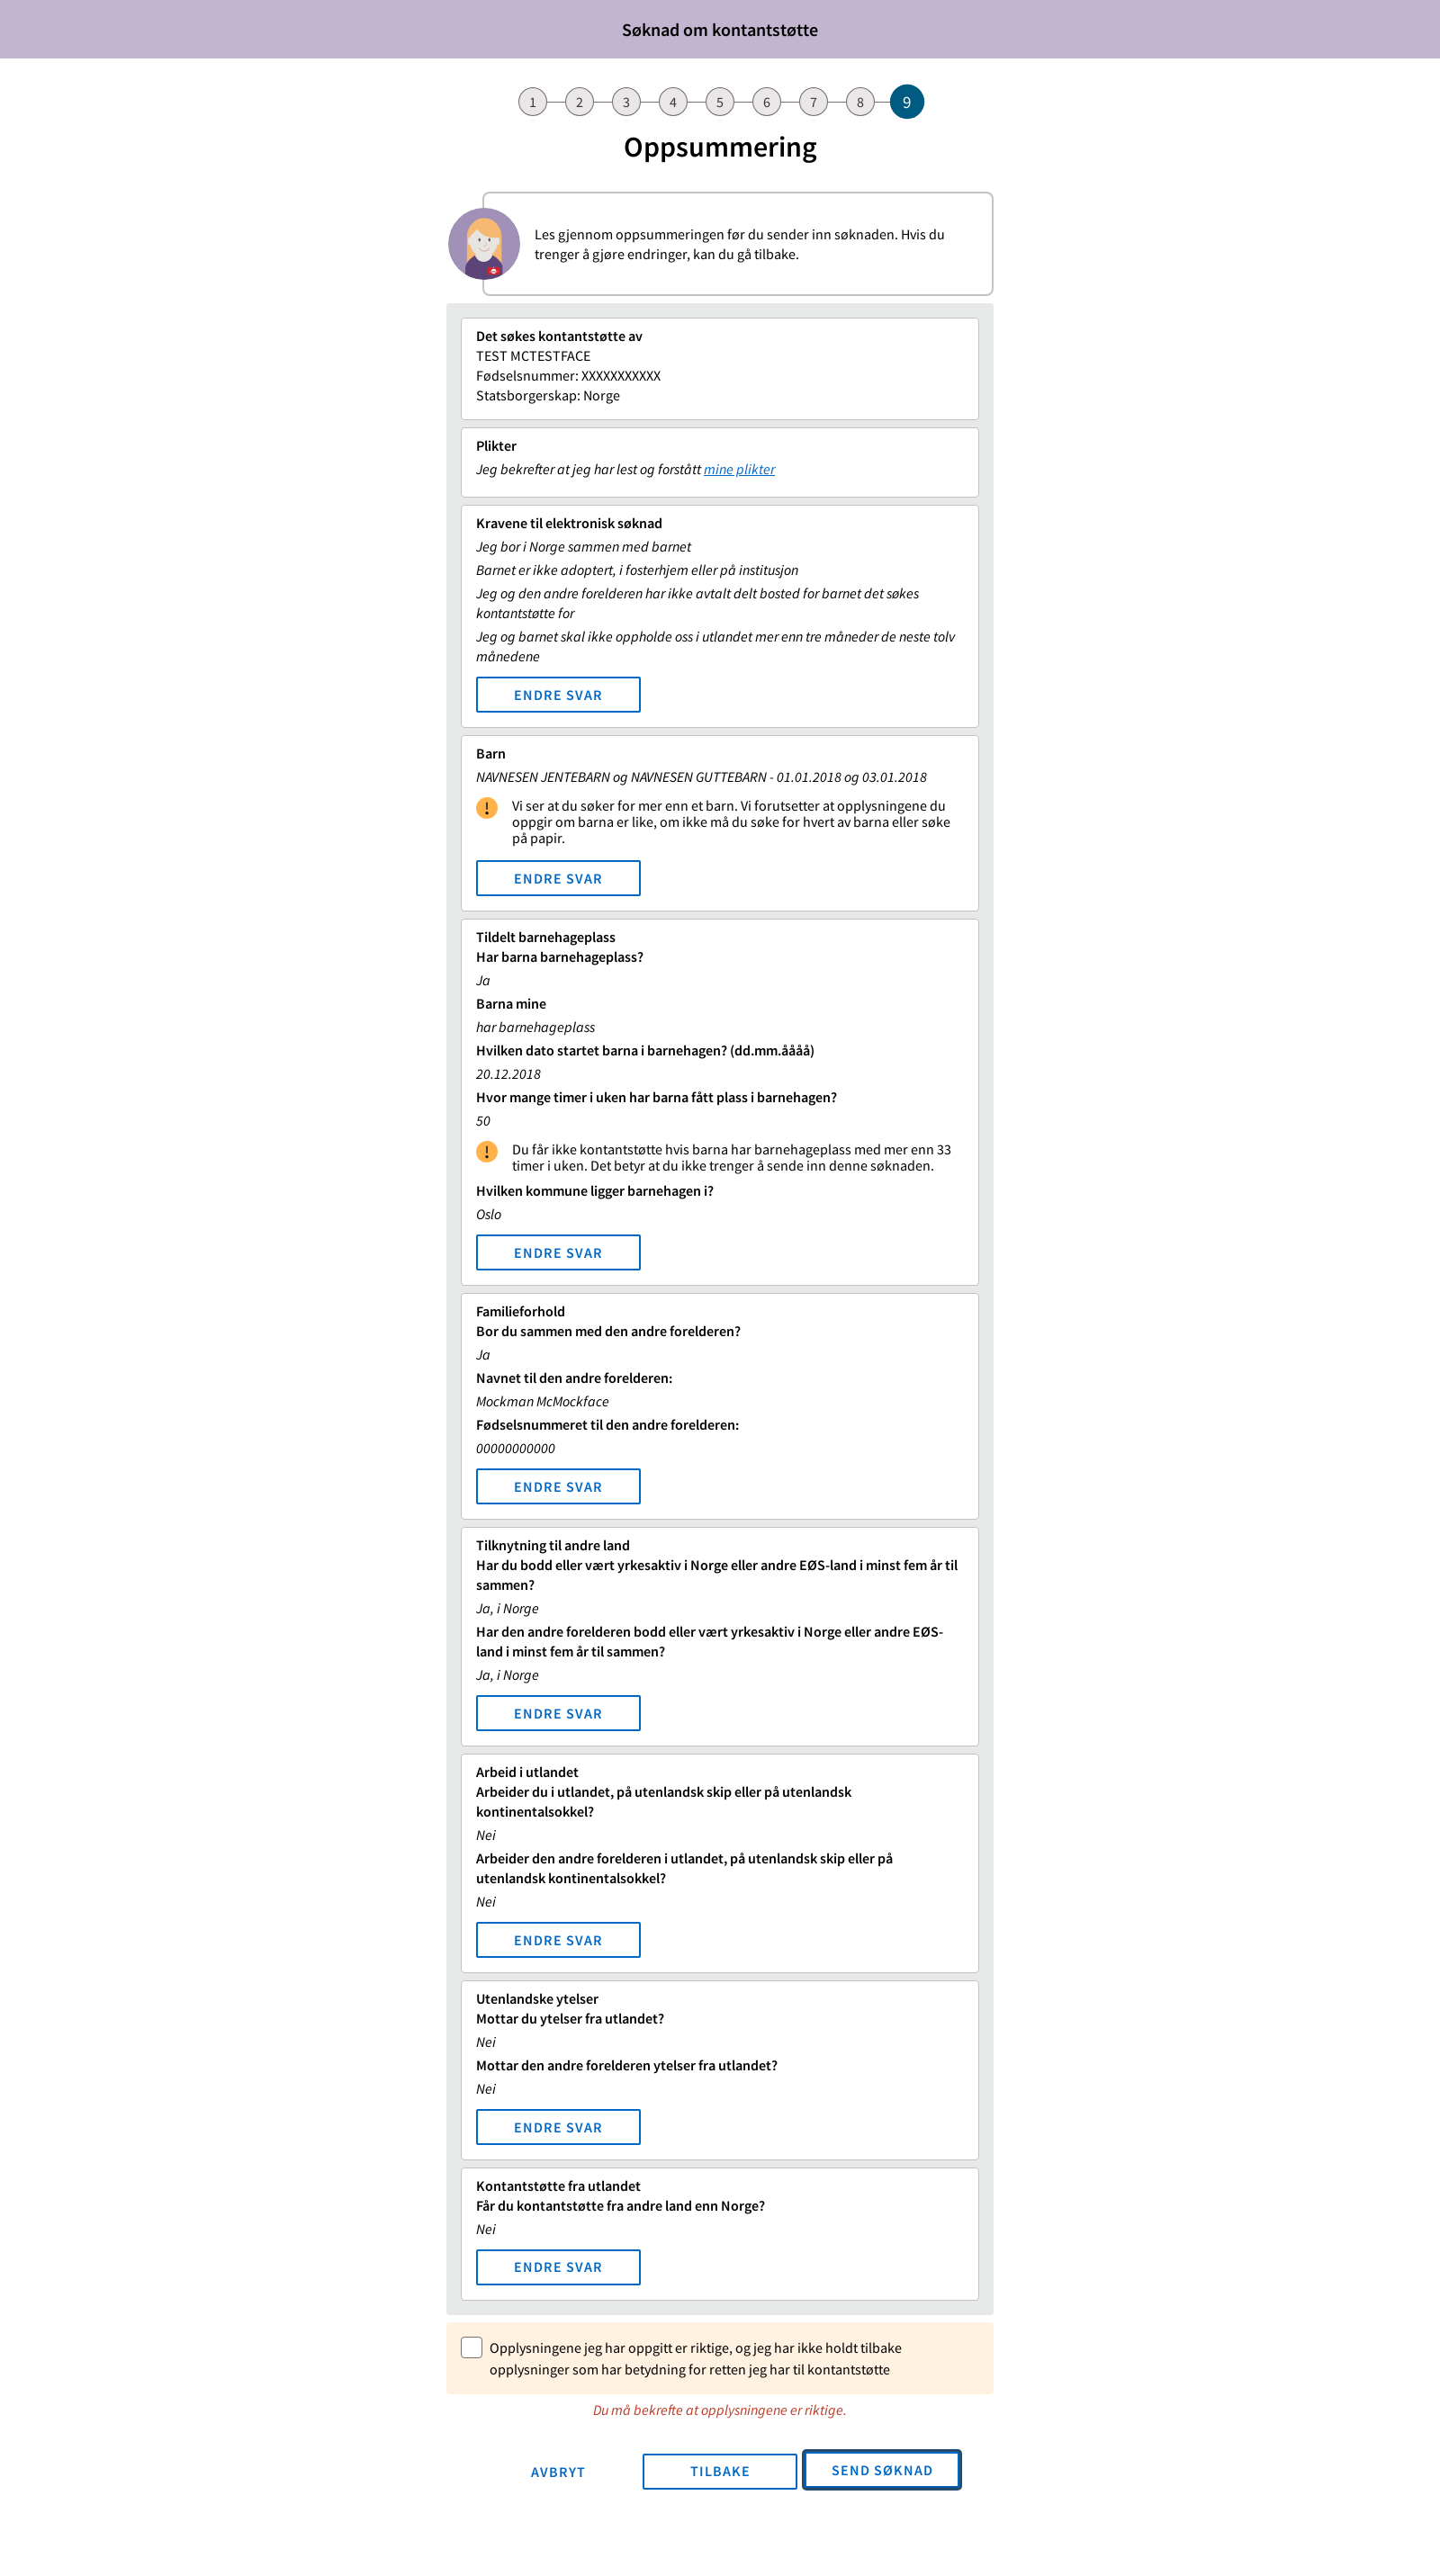 Søknad om kontantstøtte
1 2 3 4 5 6 7 8 9
Oppsummering
Les gjennom oppsummeringen før du sender inn søknaden. Hvis du
trenger å gjøre endringer, kan du gå tilbake.
Det søkes kontantstøtte av
TEST MCTESTFACE
Fødselsnummer: XXXXXXXXXXX
Statsborgerskap: Norge
Plikter
Jeg bekrefter at jeg har lest og forstått mine plikter
Kravene til elektronisk søknad
Jeg bor i Norge sammen med barnet
Barnet er ikke adoptert, i fosterhjem eller på institusjon
Jeg og den andre forelderen har ikke avtalt delt bosted for barnet det søkes
kontantstøtte for
Jeg og barnet skal ikke oppholde oss i utlandet mer enn tre måneder de neste tolv
månedene
ENDRE SVAR
Barn
NAVNESEN JENTEBARN og NAVNESEN GUTTEBARN - 01.01.2018 og 03.01.2018
Vi ser at du søker for mer enn et barn. Vi forutsetter at opplysningene du
oppgir om barna er like, om ikke må du søke for hvert av barna eller søke
på papir.
ENDRE SVAR
Tildelt barnehageplass
Har barna barnehageplass?
Ja
Barna mine
har barnehageplass
Hvilken dato startet barna i barnehagen? (dd.mm.åååå)
20.12.2018
Hvor mange timer i uken har barna fått plass i barnehagen?
50
Du får ikke kontantstøtte hvis barna har barnehageplass med mer enn 33
timer i uken. Det betyr at du ikke trenger å sende inn denne søknaden.
Hvilken kommune ligger barnehagen i?
Oslo
ENDRE SVAR
Familieforhold
Bor du sammen med den andre forelderen?
Ja
Navnet til den andre forelderen:
Mockman McMockface
Fødselsnummeret til den andre forelderen:
00000000000
ENDRE SVAR
Tilknytning til andre land
Har du bodd eller vært yrkesaktiv i Norge eller andre EØS-land i minst fem år til
sammen?
Ja, i Norge
Har den andre forelderen bodd eller vært yrkesaktiv i Norge eller andre EØS-
land i minst fem år til sammen?
Ja, i Norge
ENDRE SVAR
Arbeid i utlandet
Arbeider du i utlandet, på utenlandsk skip eller på utenlandsk
kontinentalsokkel?
Nei
Arbeider den andre forelderen i utlandet, på utenlandsk skip eller på
utenlandsk kontinentalsokkel?
Nei
ENDRE SVAR
Utenlandske ytelser
Mottar du ytelser fra utlandet?
Nei
Mottar den andre forelderen ytelser fra utlandet?
Nei
ENDRE SVAR
Kontantstøtte fra utlandet
Får du kontantstøtte fra andre land enn Norge?
Nei
ENDRE SVAR
Opplysningene jeg har oppgitt er riktige, og jeg har ikke holdt tilbake
opplysninger som har betydning for retten jeg har til kontantstøtte
Du må bekrefte at opplysningene er riktige.
AVBRYT TILBAKE SEND SØKNAD